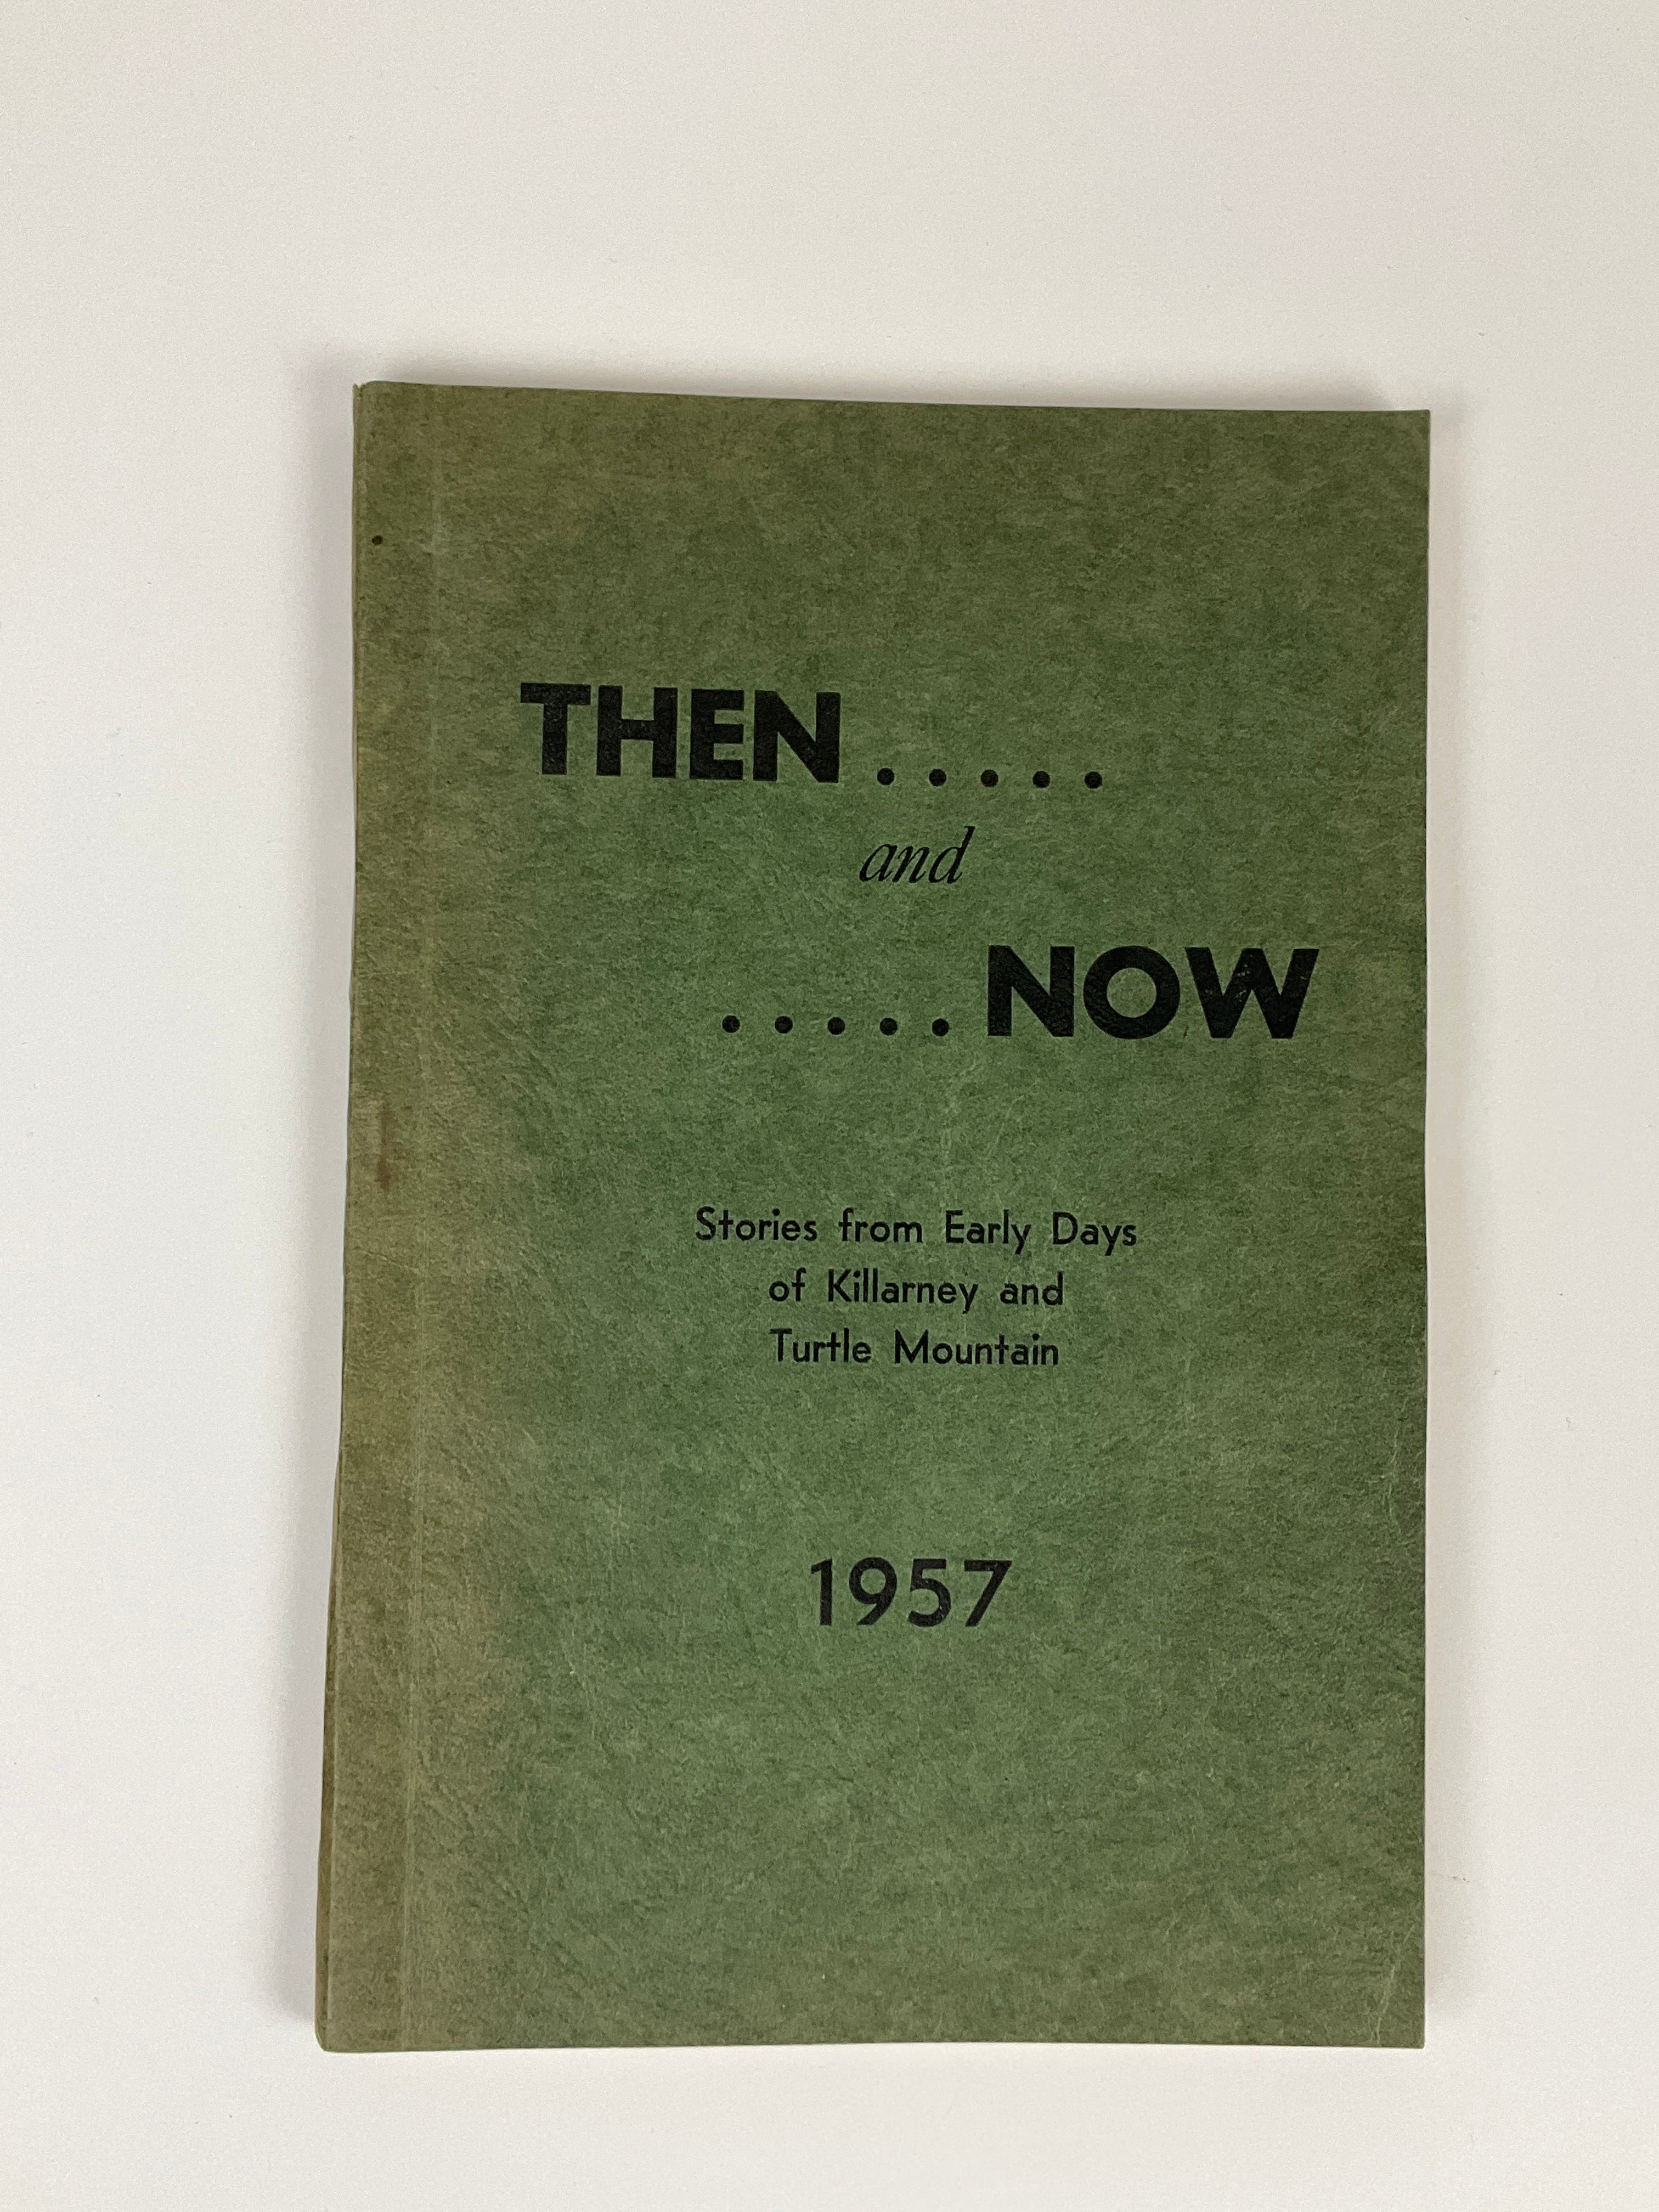 THEN . . . . .
and
. . . . . NOW
Stories from Early Days
of Killarney and
Turtle Mountain
1957